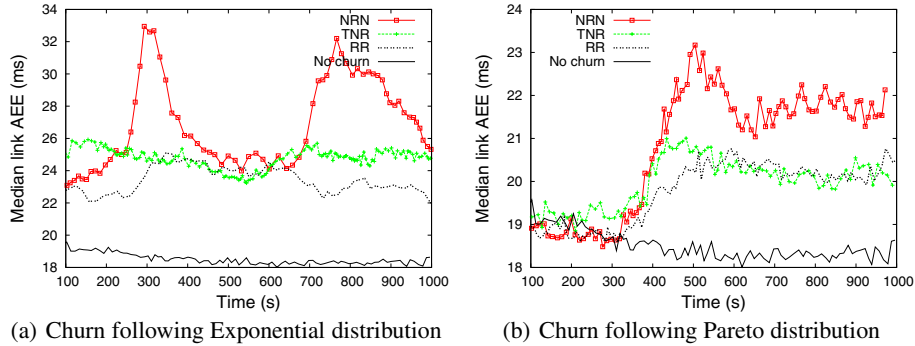 NRN
TNR
RR
No churn
Median link AEE (ms)
34
32
30
28
26
24
22
20
18
100 200 300 400 500 600 700 800 900 1000
Time (s)
(a) Churn following Exponential distribution
NRN
TNR
RR
No churn
Median link AEE (ms)
24
23
22
21
20
19
18
100 200 300 400 500 600 700 800 900 1000
Time (s)
(b) Churn following Pareto distribution